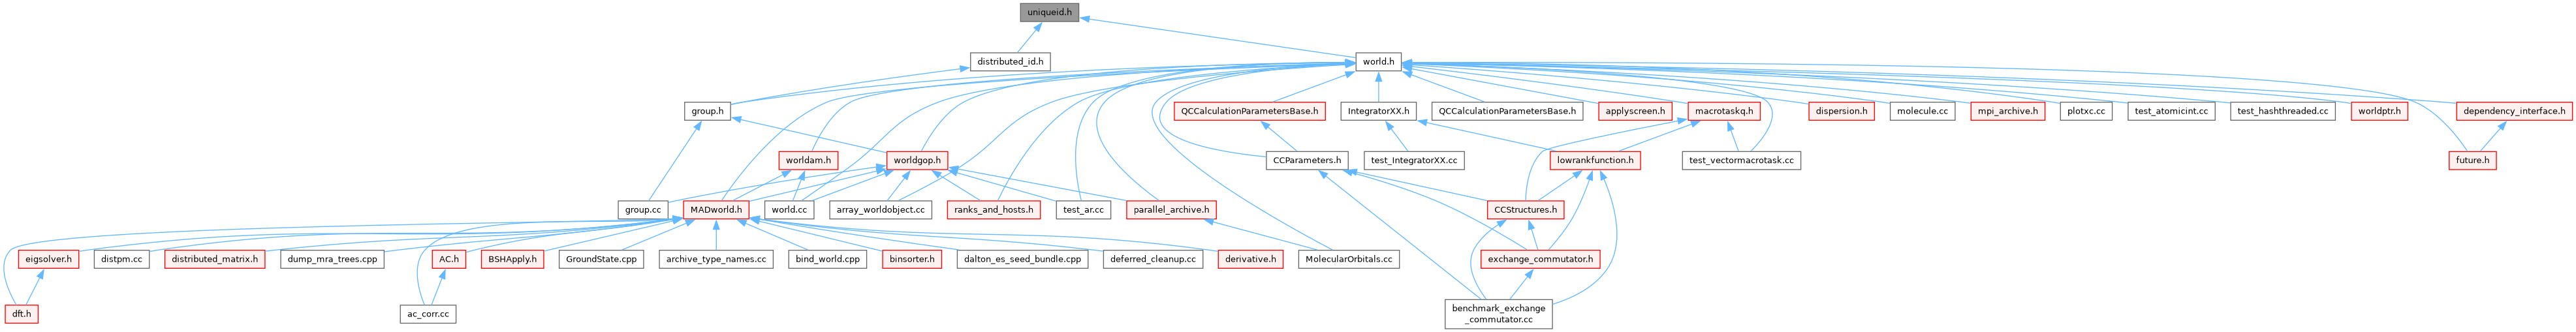 uniqueid.h
distributed_id.h
world.h
group.h
QCCalculationParametersBase.h
IntegratorXX.h
QCCalculationParametersBase.h
applyscreen.h
macrotaskq.h
dispersion.h
molecule.cc
mpi_archive.h
plotxc.cc
test_atomicint.cc
test_hashthreaded.cc
worldptr.h
dependency_interface.h
worldam.h
worldgop.h
CCParameters.h
test_IntegratorXX.cc
lowrankfunction.h
test_vectormacrotask.cc
future.h
group.cc
MADworld.h
world.cc
array_worldobject.cc
ranks_and_hosts.h
test_ar.cc
parallel_archive.h
CCStructures.h
eigsolver.h
distpm.cc
distributed_matrix.h
dump_mra_trees.cpp
AC.h
BSHApply.h
GroundState.cpp
archive_type_names.cc
bind_world.cpp
binsorter.h
dalton_es_seed_bundle.cpp
deferred_cleanup.cc
derivative.h
MolecularOrbitals.cc
exchange_commutator.h
dft.h
ac_corr.cc
benchmark_exchange
_commutator.cc